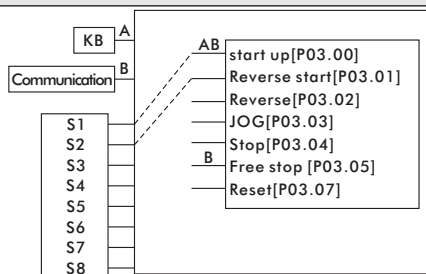 KB A
Communication B
S1
S2
S3
S4
S5
S6
S7
S8
AB start up[P03.00]
Reverse start[P03.01]
Reverse[P03.02]
JOG[P03.03]
Stop[P03.04]
B Free stop [P03.05]
Reset[P03.07]